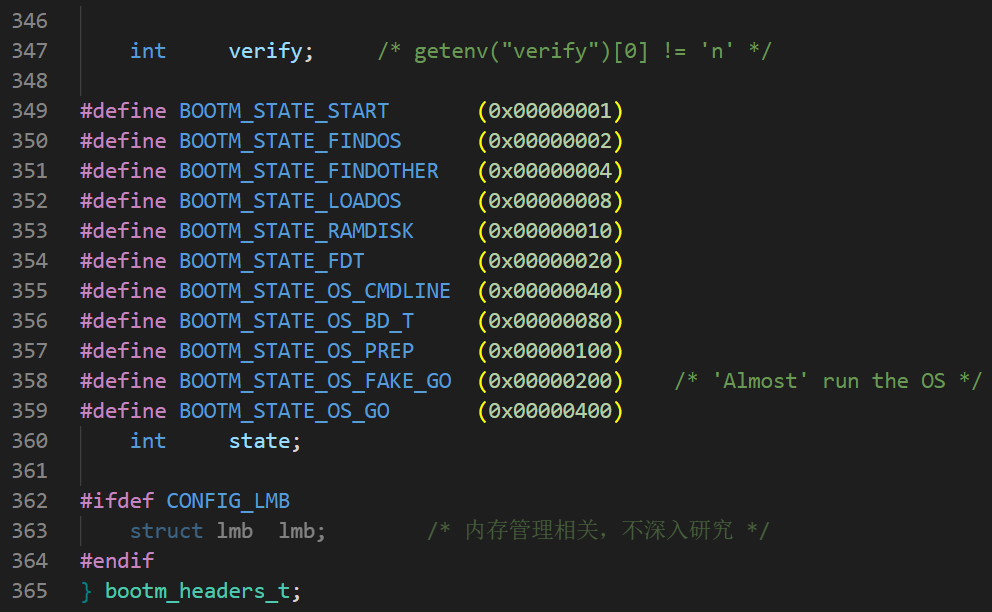 346
347     int     verify;     /* getenv("verify")[0] != 'n' */
348
349 #define BOOTM_STATE_START       (0x00000001)
350 #define BOOTM_STATE_FINDOS      (0x00000002)
351 #define BOOTM_STATE_FINDOTHER   (0x00000004)
352 #define BOOTM_STATE_LOADOS      (0x00000008)
353 #define BOOTM_STATE_RAMDISK     (0x00000010)
354 #define BOOTM_STATE_FDT         (0x00000020)
355 #define BOOTM_STATE_OS_CMDLINE  (0x00000040)
356 #define BOOTM_STATE_OS_BD_T     (0x00000080)
357 #define BOOTM_STATE_OS_PREP     (0x00000100)
358 #define BOOTM_STATE_OS_FAKE_GO  (0x00000200)    /* 'Almost' run the OS */
359 #define BOOTM_STATE_OS_GO       (0x00000400)
360     int     state;
361
362 #ifdef CONFIG_LMB
363     struct lmb  lmb;        /* 内存管理相关，不深入研究 */
364 #endif
365 } bootm_headers_t;